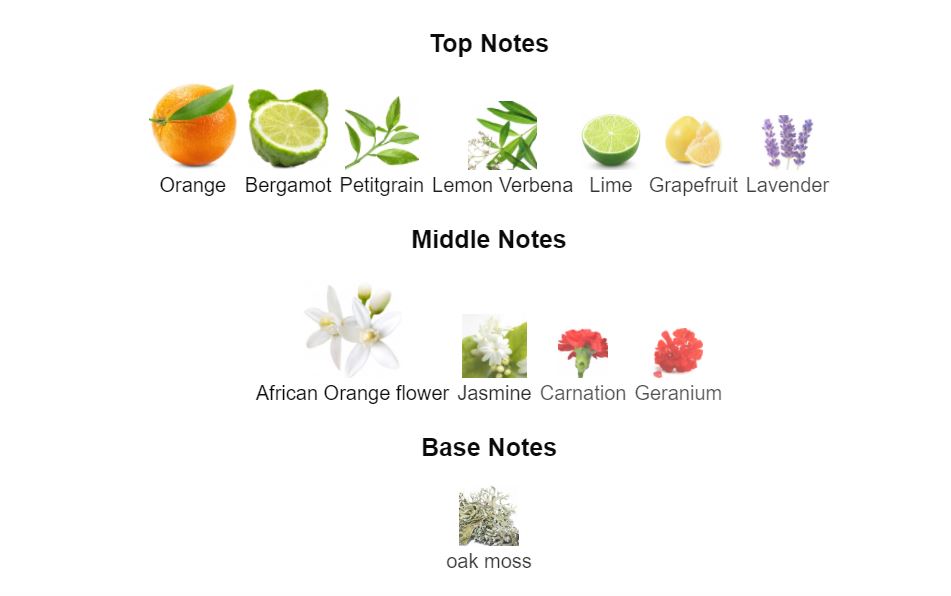 Top Notes
Orange Bergamot Petitgrain Lemon Verbena Lime Grapefruit Lavender
Middle Notes
African Orange flower Jasmine Carnation Geranium
Base Notes
oak moss